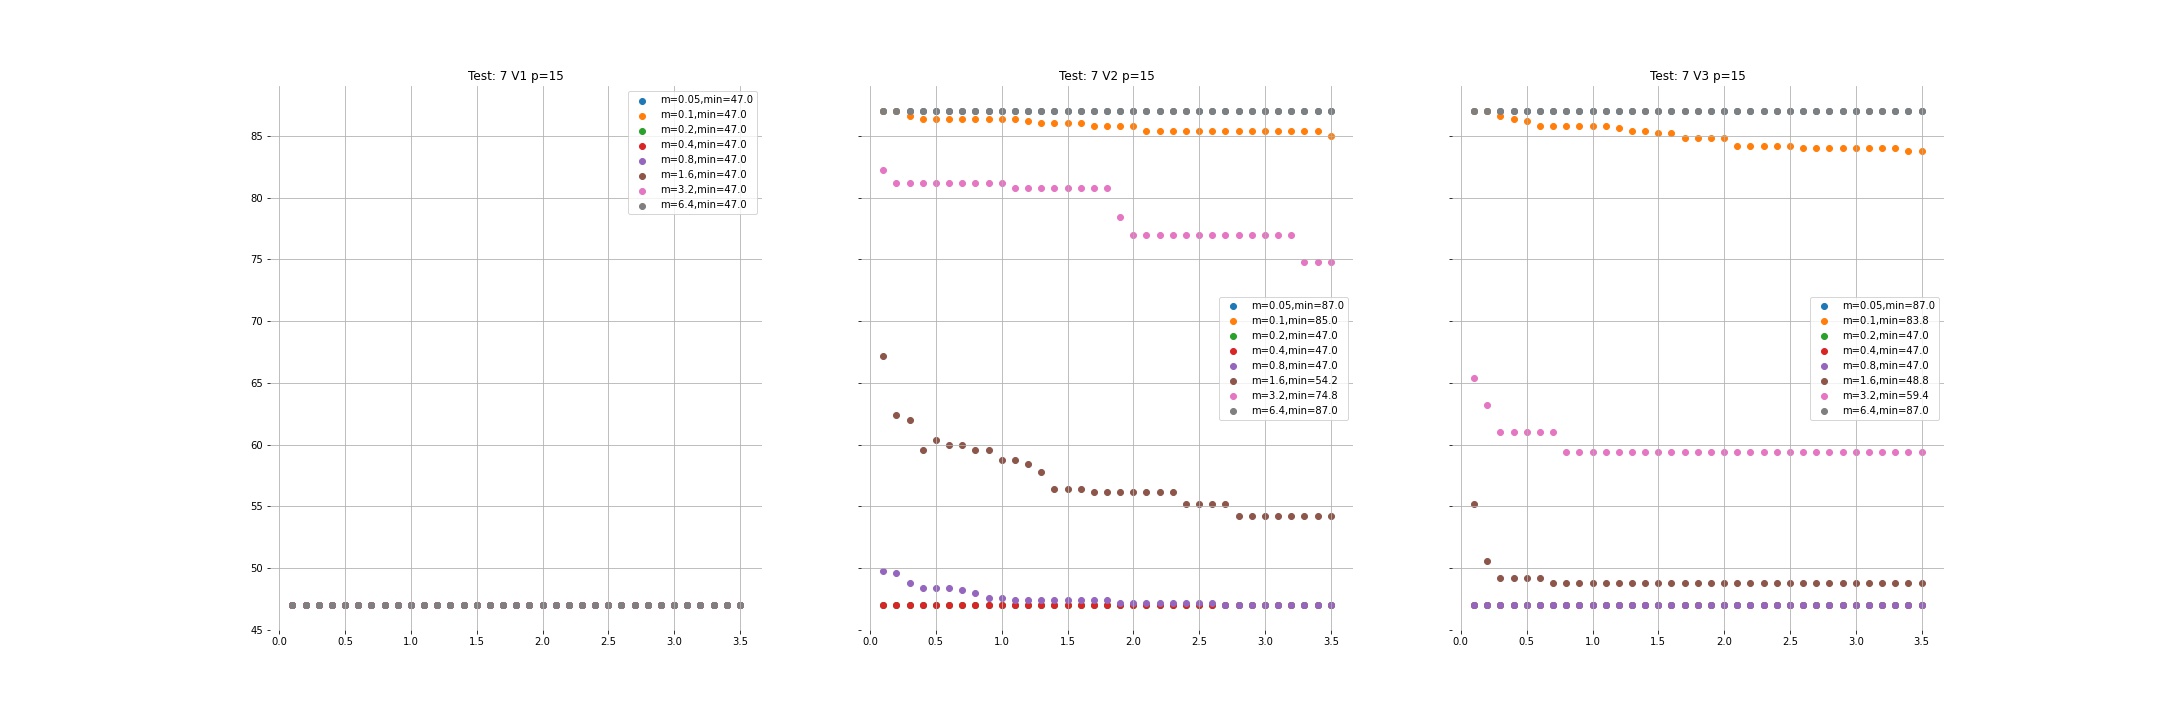 Test: 7 V1 p=15
m=0.05,min=47.0
m=0.1,min=47.0
m=0.2,min=47.0
m=0.4,min=47.0
m=0.8,min=47.0
m=1.6,min=47.0
m=3.2,min=47.0
m=6.4,min=47.0
85
80
75
70
65
60
55
50
45
0.0 0.5 1.0 1.5 2.0 2.5 3.0 3.5
Test: 7 V2 p=15
m=0.05,min=87.0
m=0.1,min=85.0
m=0.2,min=47.0
m=0.4,min=47.0
m=0.8,min=47.0
m=1.6,min=54.2
m=3.2,min=74.8
m=6.4,min=87.0
0.0 0.5 1.0 1.5 2.0 2.5 3.0 3.5
Test: 7 V3 p=15
m=0.05,min=87.0
m=0.1,min=83.8
m=0.2,min=47.0
m=0.4,min=47.0
m=0.8,min=47.0
m=1.6,min=48.8
m=3.2,min=59.4
m=6.4,min=87.0
0.0 0.5 1.0 1.5 2.0 2.5 3.0 3.5